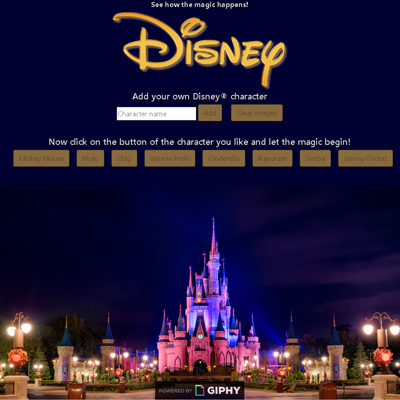 See how the magic happens!
Disney
Add your own Disney® character
Character name Add Clear images
Now click on the button of the character you like and let the magic begin!
Mickey Mouse Pluto Chip Winnie Pooh Cinderella Rapunzel Simba Jiminy Cricket
POWERED BY GIPHY